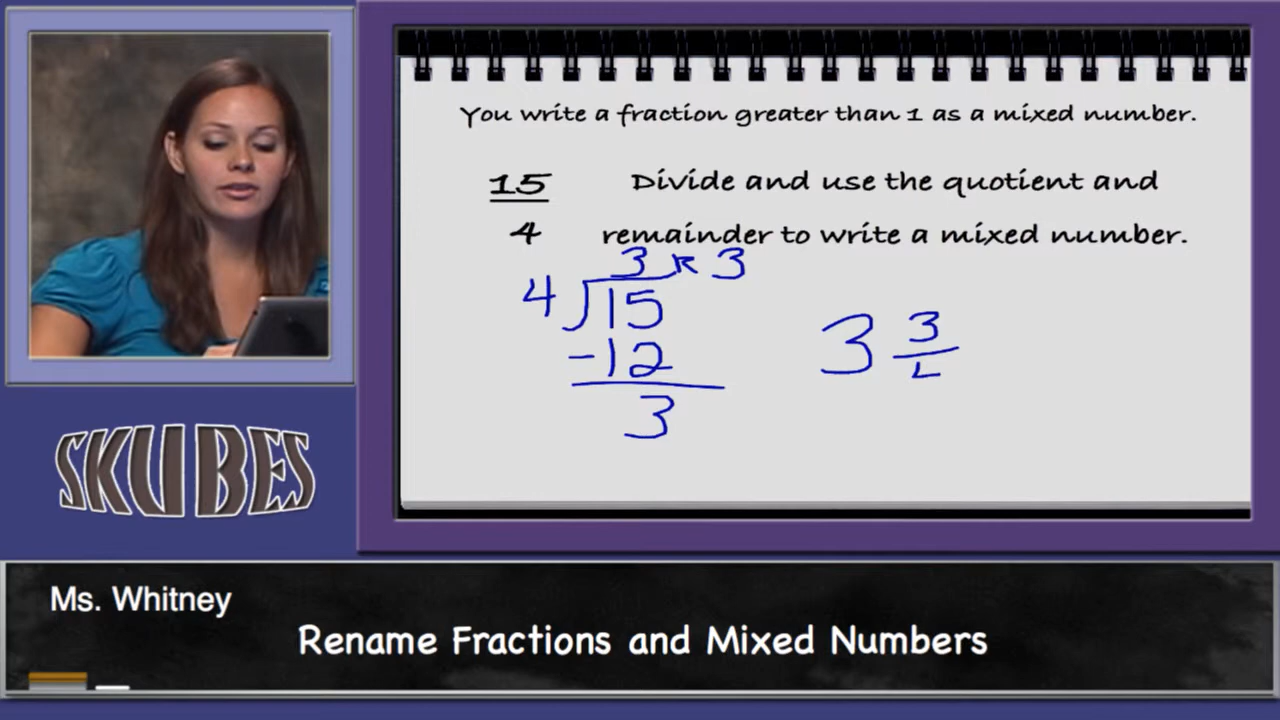 You write a fraction greater than 1 as a mixed number.
15 Divide and use the quotient and
4 remainder to write a mixed number.
3 R 3
4 15
3 3
-12
3
SKUBES
Ms. Whitney
Rename Fractions and Mixed Numbers